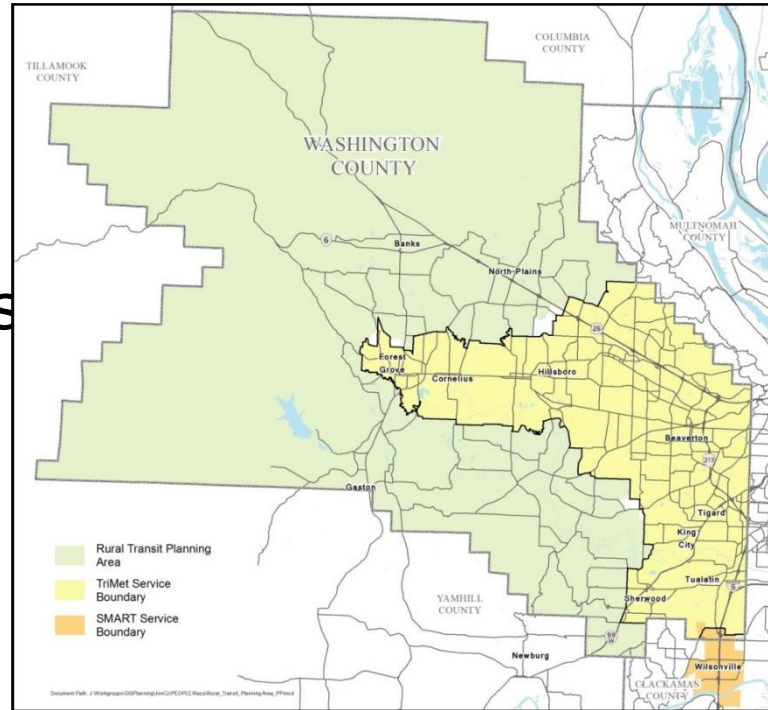 TILLAMOOK
COUNTY
COLUMBIA
COUNTY
WASHINGTON
COUNTY
MULTNOMAH
COUNTY
6
Banks
North Plains
s
26
Forest
Grove
Cornelius
Hillsboro
Beaverton
217
Gaston
Tigard
King
City
Rural Transit Planning
Area
TriMet Service
Boundary
SMART Service
Boundary
Tualatin
5
YAMHILL
COUNTY
Sherwood
99
W
Newburg
Wilsonville
CLACKAMAS
COUNTY